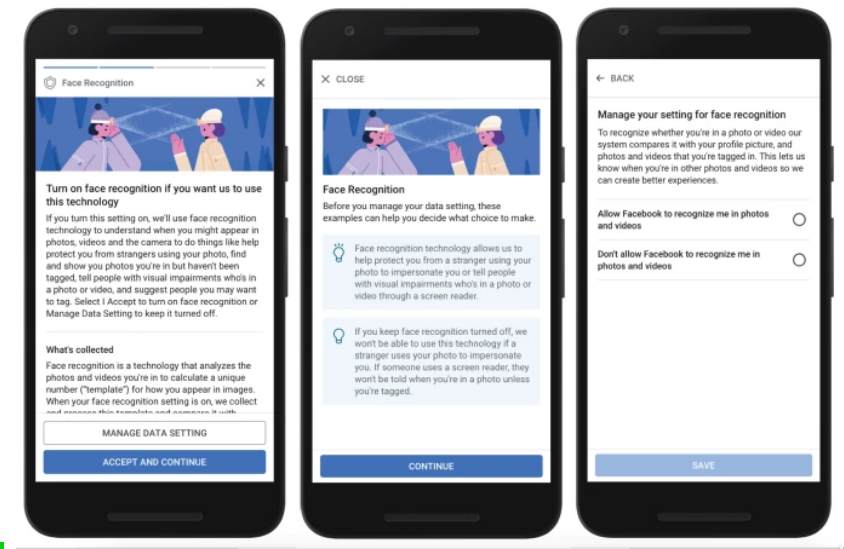 Face Recognition
Turn on face recognition if you want us to use
this technology
If you turn this setting on, we'll use face recognition
technology to understand when you might appear in
photos, videos and the camera to do things like help
protect you from strangers using your photo, find
and show you photos you're in but haven't been
tagged, tell people with visual impairments who's in
a photo or video, and suggest people you may want
to tag. Select I Accept to turn on face recognition or
Manage Data Setting to keep it turned off.
What's collected
Face recognition is a technology that analyzes the
photos and videos you're in to calculate a unique
number ("template") for how you appear in images.
When your face recognition setting is on, we collect
and process this template and compare it with
MANAGE DATA SETTING
ACCEPT AND CONTINUE
CLOSE
Face Recognition
Before you manage your data setting, these
examples can help you decide what choice to make.
Face recognition technology allows us to
help protect you from a stranger using your
photo to impersonate you or tell people
with visual impairments who's in a photo or
video through a screen reader.
If you keep face recognition turned off, we
won't be able to use this technology if a
stranger uses your photo to impersonate
you. If someone uses a screen reader, they
won't be told when you're in a photo unless
you're tagged.
CONTINUE
BACK
Manage your setting for face recognition
To recognize whether you're in a photo or video our
system compares it with your profile picture, and
photos and videos that you're tagged in. This lets us
know when you're in other photos and videos so we
can create better experiences.
Allow Facebook to recognize me in photos
and videos
Don't allow Facebook to recognize me in
photos and videos
SAVE